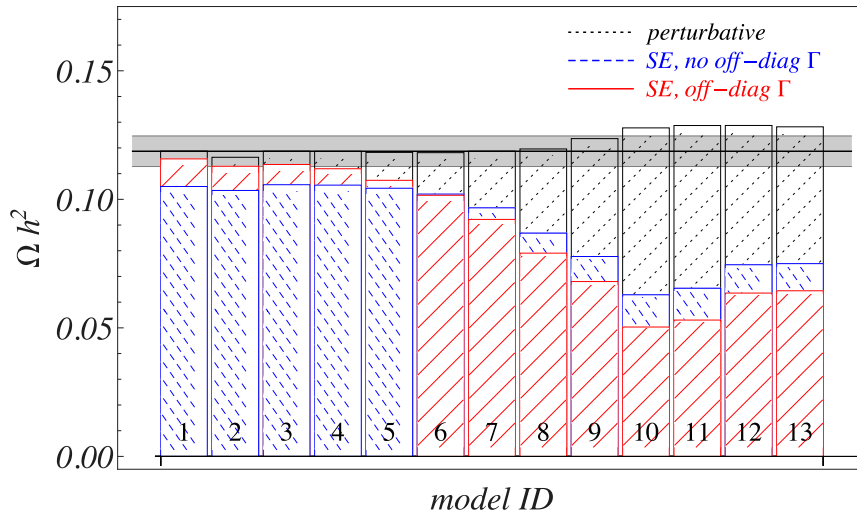 perturbative
SE, no off-diag Γ
SE, off-diag Γ
0.15
0.10
0.05
0.00
Ω h²
1 2 3 4 5 6 7 8 9 10 11 12 13
model ID